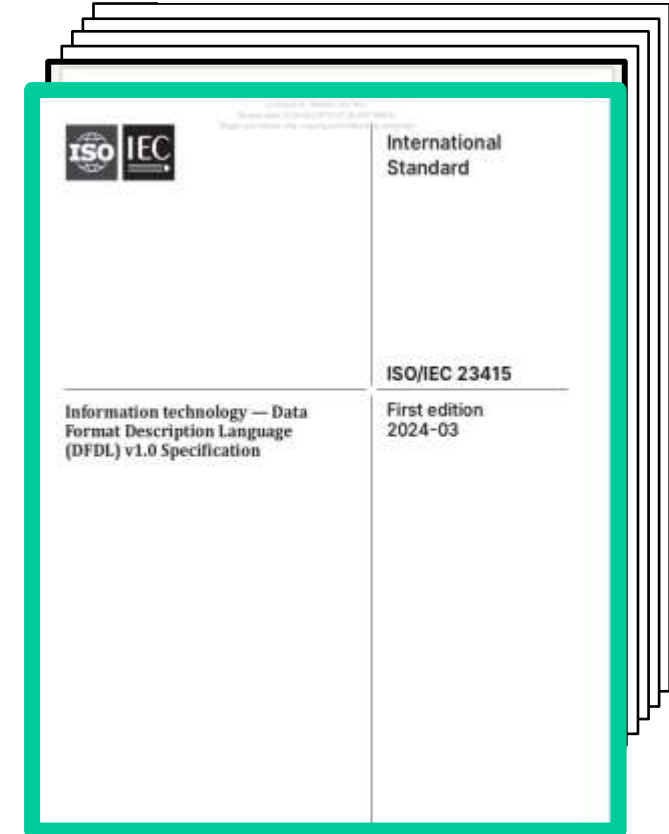 ISO IEC
International
Standard
ISO/IEC 23415
Information technology — Data
Format Description Language
(DFDL) v1.0 Specification
First edition
2024-03